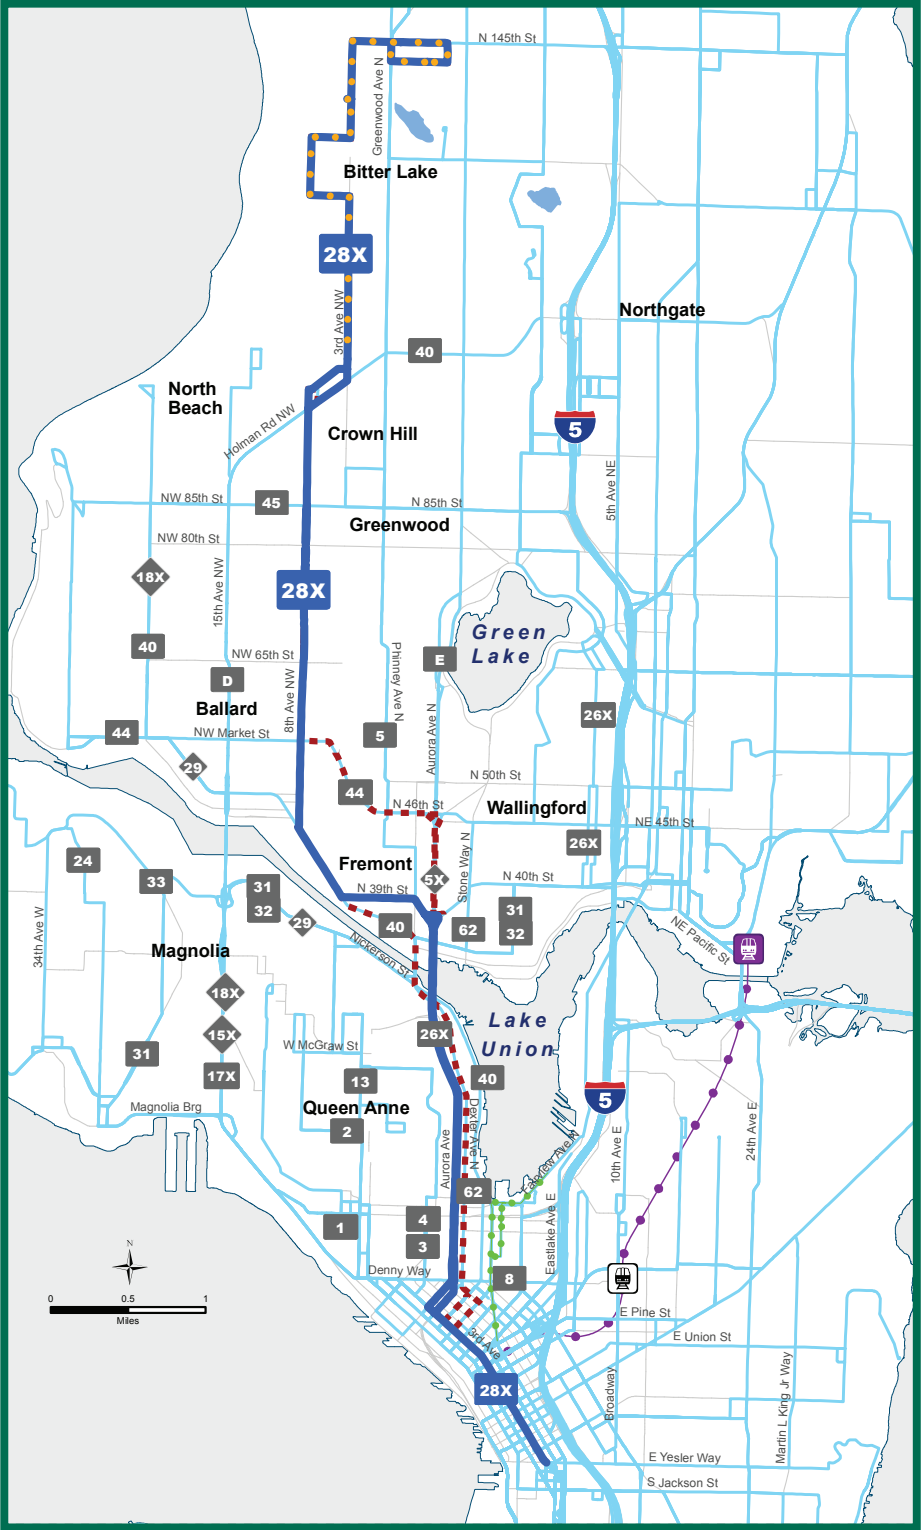 N 145th St
Greenwood Ave N
Bitter Lake
28X
Northgate
3rd Ave NW
40
North
Beach
Holman Rd NW
Crown Hill
5
5th Ave NE
NW 85th St
45
N 85th St
Greenwood
NW 80th St
18X
28X
15th Ave NW
Green
Lake
40
NW 65th St
E
D
8th Ave NW
Phinney Ave N
Ballard
Aurora Ave N
26X
44
NW Market St
5
29
N 50th St
44
N 46th St
Wallingford
NE 45th St
26X
24
Fremont
Stone Way N
33
5X
N 40th St
31
32
N 39th St
31
32
29
40
62
34th Ave W
Magnolia
Nickerson St
NE Pacific St
18X
Lake
Union
15X
26X
W McGraw St
31
17X
13
40
5
Magnolia Brg
Queen Anne
2
Aurora Ave
Dexter Ave N
Fairview Ave N
10th Ave E
24th Ave E
62
1
4
3
Eastlake Ave E
N
Denny Way
8
0
0.5
1
Miles
E Pine St
3rd Ave
E Union St
28X
Broadway
Martin L King Jr Way
E Yesler Way
S Jackson St